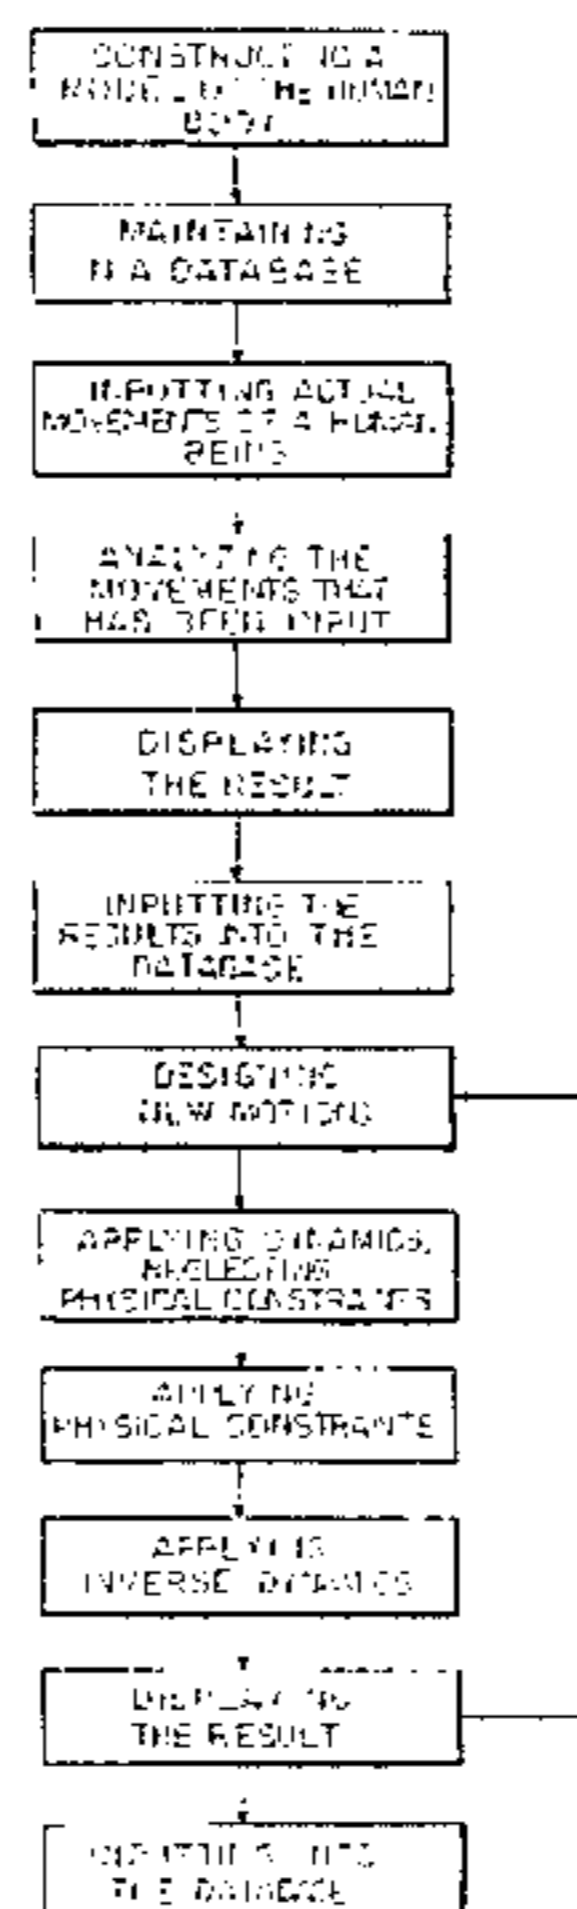 CONSTRUCTING A
MODEL OF THE HUMAN
BODY
MAINTAINING
IN A DATABASE
INPUTTING ACTUAL
MOVEMENTS OF A HUMAN
BEING
ANALYZING THE
MOVEMENTS THAT
HAS BEEN INPUT
DISPLAYING
THE RESULT
INPUTTING THE
RESULTS INTO THE
DATABASE
DESIGNING
NEW MOTIONS
APPLYING DYNAMICS,
NEGLECTING
PHYSICAL CONSTRAINTS
APPLYING
PHYSICAL CONSTRAINTS
APPLYING
INVERSE DYNAMICS
DISPLAYING
THE RESULT
INPUTTING INTO
THE DATABASE